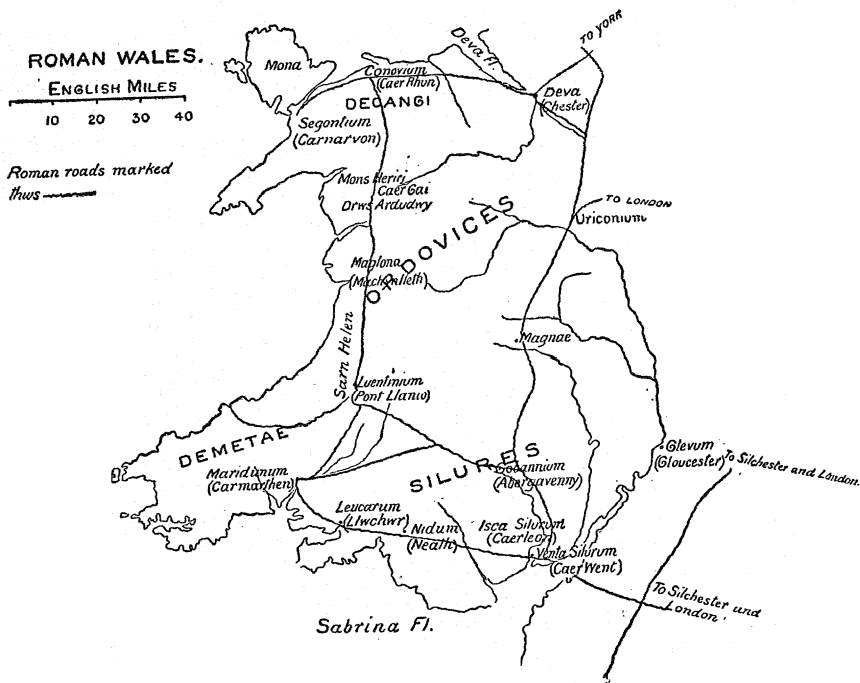 ROMAN WALES.
ENGLISH MILES
10 20 30 40
Roman roads marked
thus
TO YORK
Mona
Deva Fl.
Conovium
(Caer Rhun)
DECANGI
Deva
(Chester)
Segontium
(Carnarvon)
Mons Heriri
Caer Gai
Drws Ardudwy
TO LONDON
Uriconium
ORDOVICES
Maglona
(Machynlleth)
Sarn Helen
Magnae
Luentinium
(Pont Llanio)
DEMETAE
SILURES
Glevum
(Gloucester)
To Silchester and London.
Gobannium
(Abergavenny)
Maridunum
(Carmarthen)
Leucarum
(Llwchwr)
Nidum
(Neath)
Isca Silurum
(Caerleon)
Venta Silurum
(Caer Went)
To Silchester and
London.
Sabrina Fl.